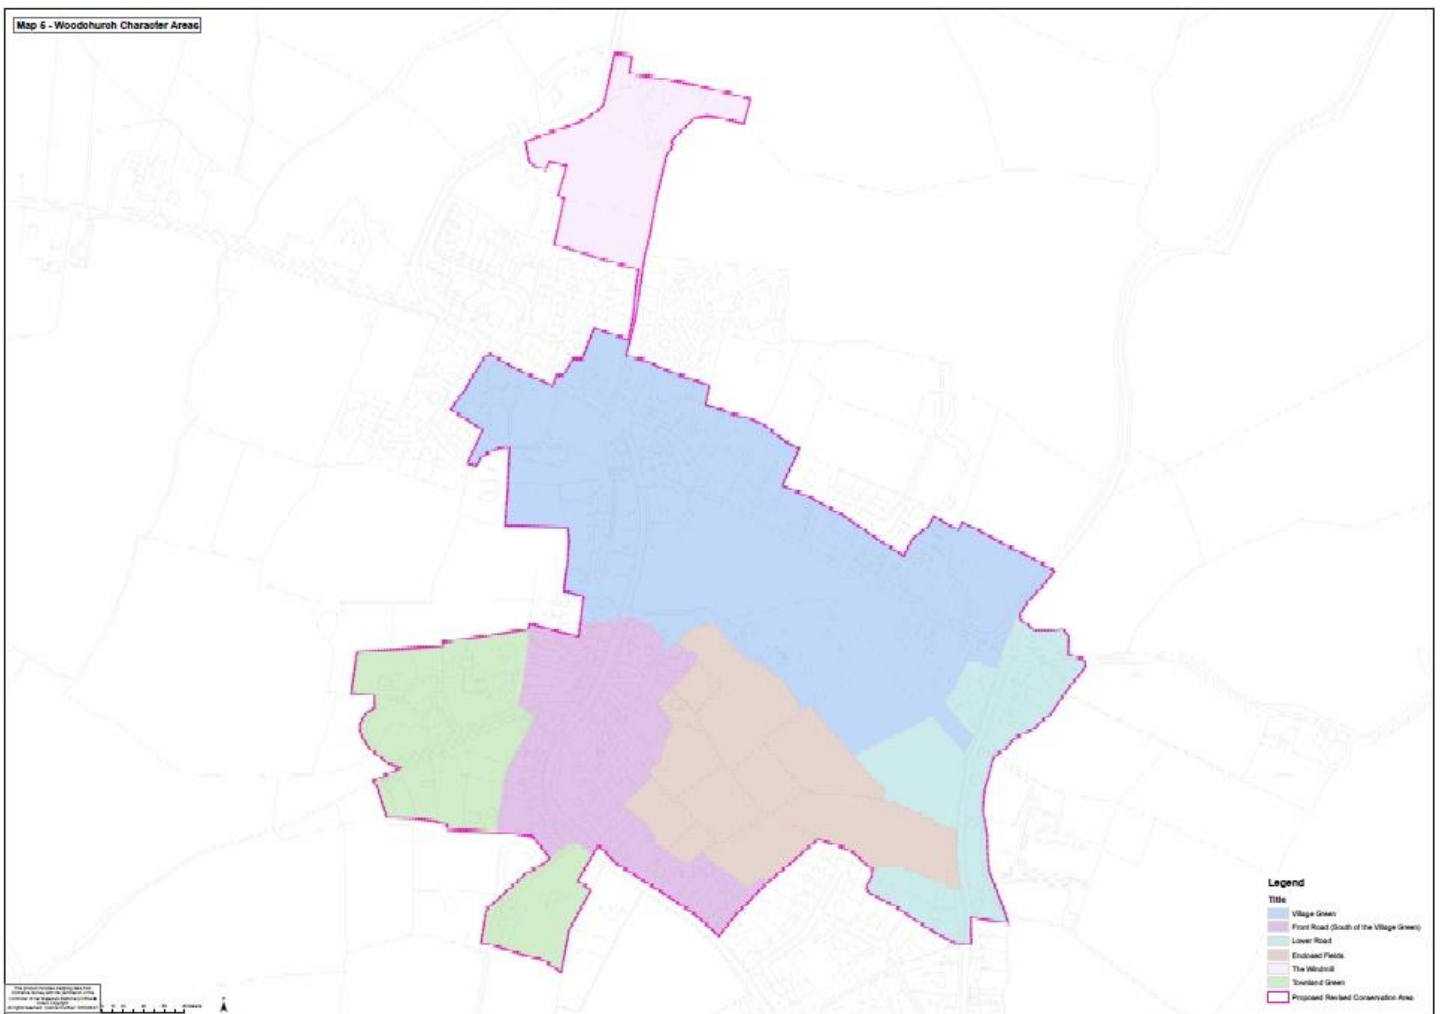 Map 5 - Woodchurch Character Areas
Legend
Title
Village Green
Front Road (South of the Village Green)
Lower Road
Enclosed Fields
The Windmill
Townland Green
Proposed Revised Conservation Area